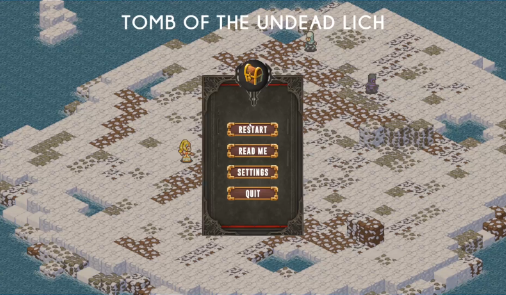 TOMB OF THE UNDEAD LICH
RESTART
READ ME
SETTINGS
QUIT